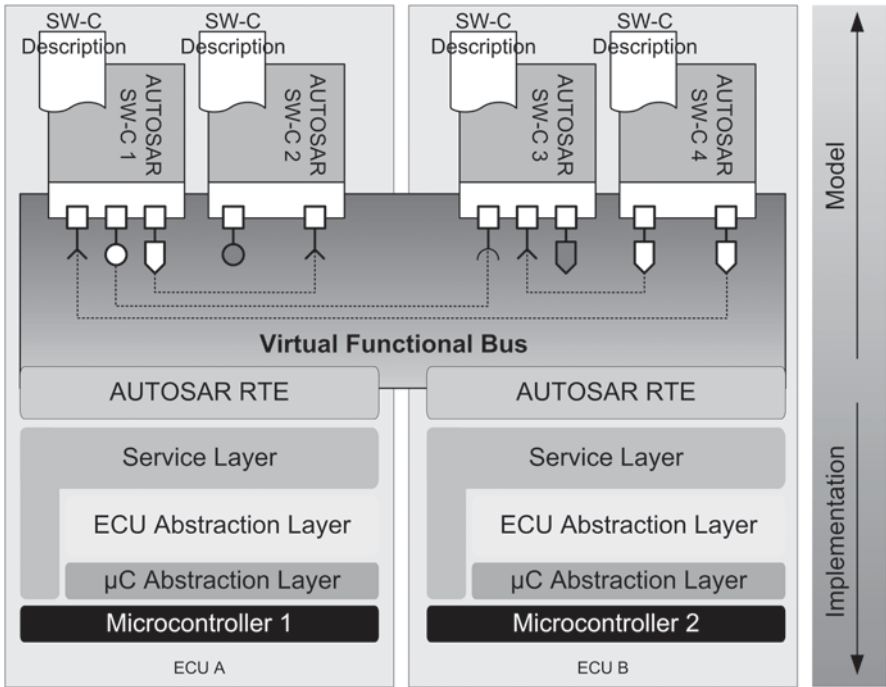 SW-C
Description
SW-C
Description
SW-C
Description
SW-C
Description
AUTOSAR
SW-C 1
AUTOSAR
SW-C 2
AUTOSAR
SW-C 3
AUTOSAR
SW-C 4
Model
Virtual Functional Bus
AUTOSAR RTE
AUTOSAR RTE
Service Layer
Service Layer
ECU Abstraction Layer
ECU Abstraction Layer
µC Abstraction Layer
µC Abstraction Layer
Implementation
Microcontroller 1
Microcontroller 2
ECU A
ECU B